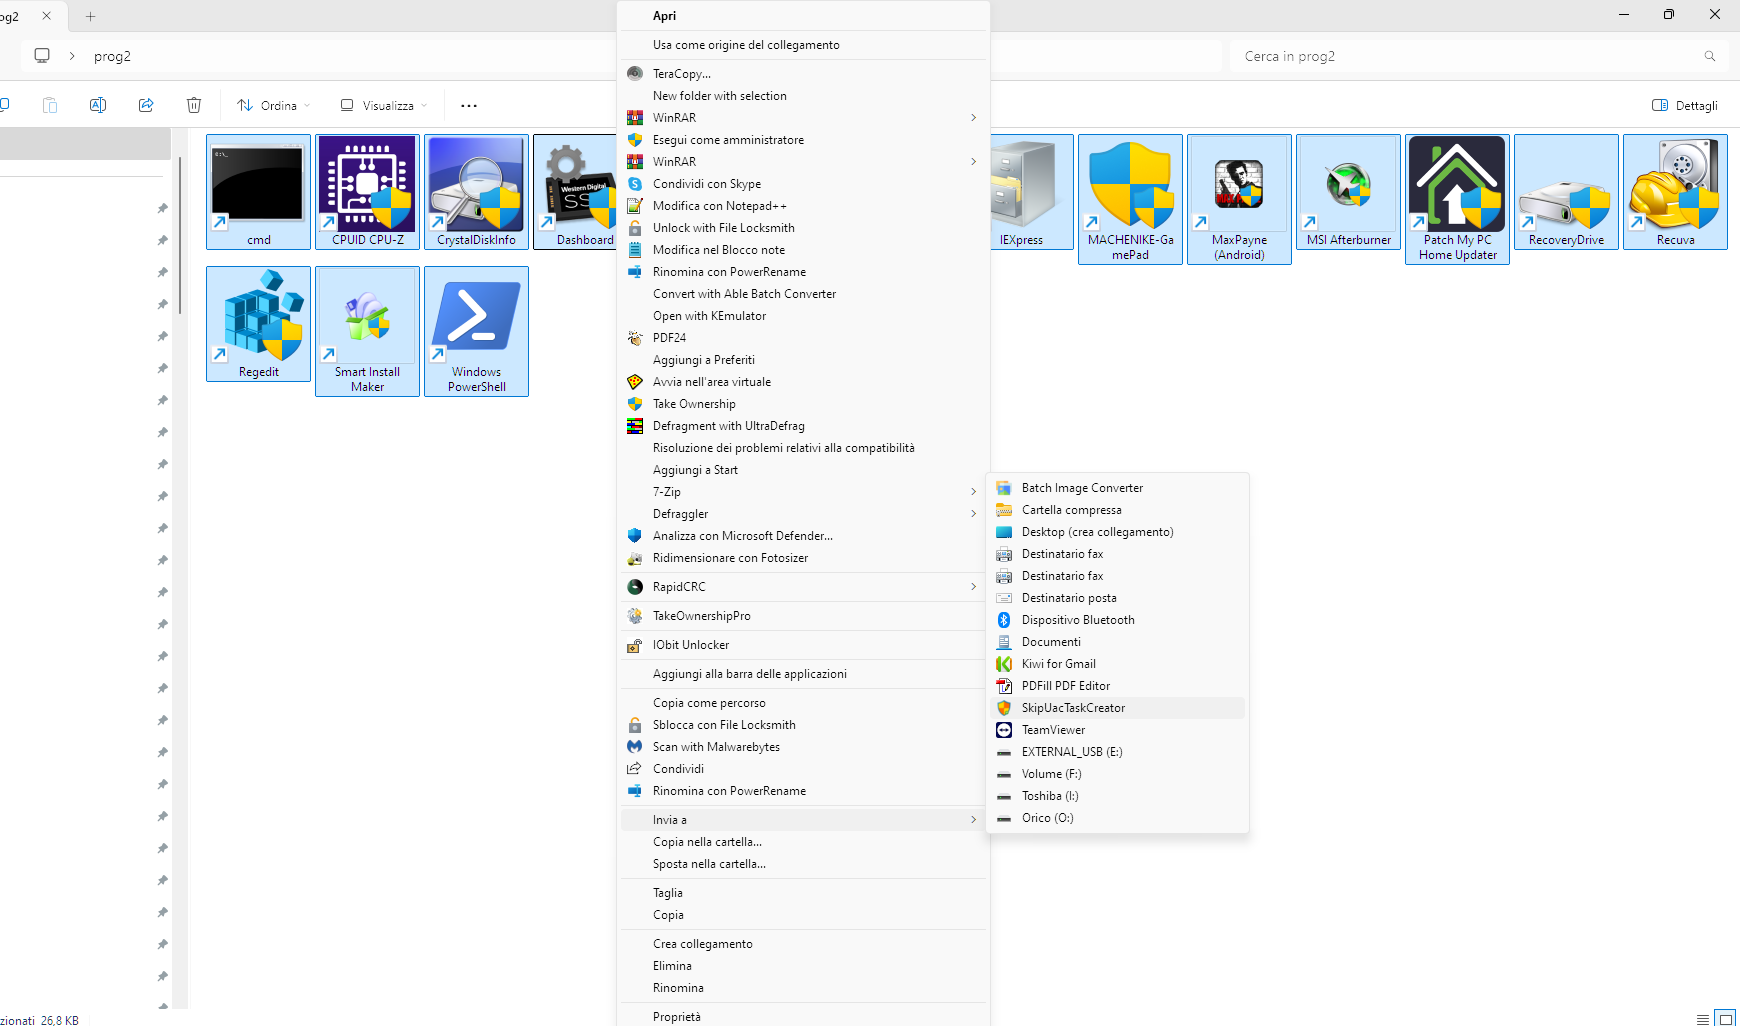 og2
prog2
Cerca in prog2
Ordina
Visualizza
Dettagli
cmd
CPUID CPU-Z
CrystalDiskInfo
Dashboard
IEXpress
MACHENIKE-Ga
mePad
MaxPayne
(Android)
MSI Afterburner
Patch My PC
Home Updater
RecoveryDrive
Recuva
Regedit
Smart Install
Maker
Windows
PowerShell
Western Digital
Apri
Usa come origine del collegamento
TeraCopy...
New folder with selection
WinRAR
Esegui come amministratore
WinRAR
Condividi con Skype
Modifica con Notepad++
Unlock with File Locksmith
Modifica nel Blocco note
Rinomina con PowerRename
Convert with Able Batch Converter
Open with KEmulator
PDF24
Aggiungi a Preferiti
Avvia nell'area virtuale
Take Ownership
Defragment with UltraDefrag
Risoluzione dei problemi relativi alla compatibilità
Aggiungi a Start
7-Zip
Defraggler
Analizza con Microsoft Defender...
Ridimensionare con Fotosizer
RapidCRC
TakeOwnershipPro
IObit Unlocker
Aggiungi alla barra delle applicazioni
Copia come percorso
Sblocca con File Locksmith
Scan with Malwarebytes
Condividi
Rinomina con PowerRename
Invia a
Copia nella cartella...
Sposta nella cartella...
Taglia
Copia
Crea collegamento
Elimina
Rinomina
Proprietà
Batch Image Converter
Cartella compressa
Desktop (crea collegamento)
Destinatario fax
Destinatario fax
Destinatario posta
Dispositivo Bluetooth
Documenti
Kiwi for Gmail
PDFill PDF Editor
SkipUacTaskCreator
TeamViewer
EXTERNAL_USB (E:)
Volume (F:)
Toshiba (I:)
Orico (O:)
zionati 26,8 KB